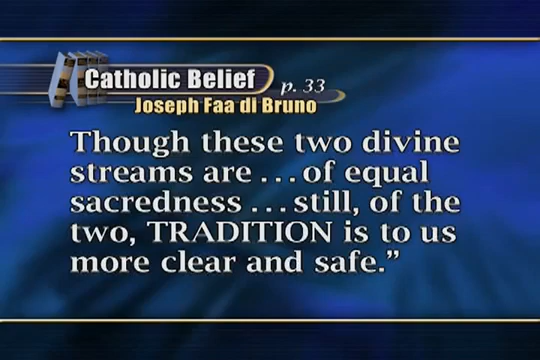 Catholic Belief p. 33
Joseph Faa di Bruno
Though these two divine
streams are . . . of equal
sacredness . . . still, of the
two, TRADITION is to us
more clear and safe.”